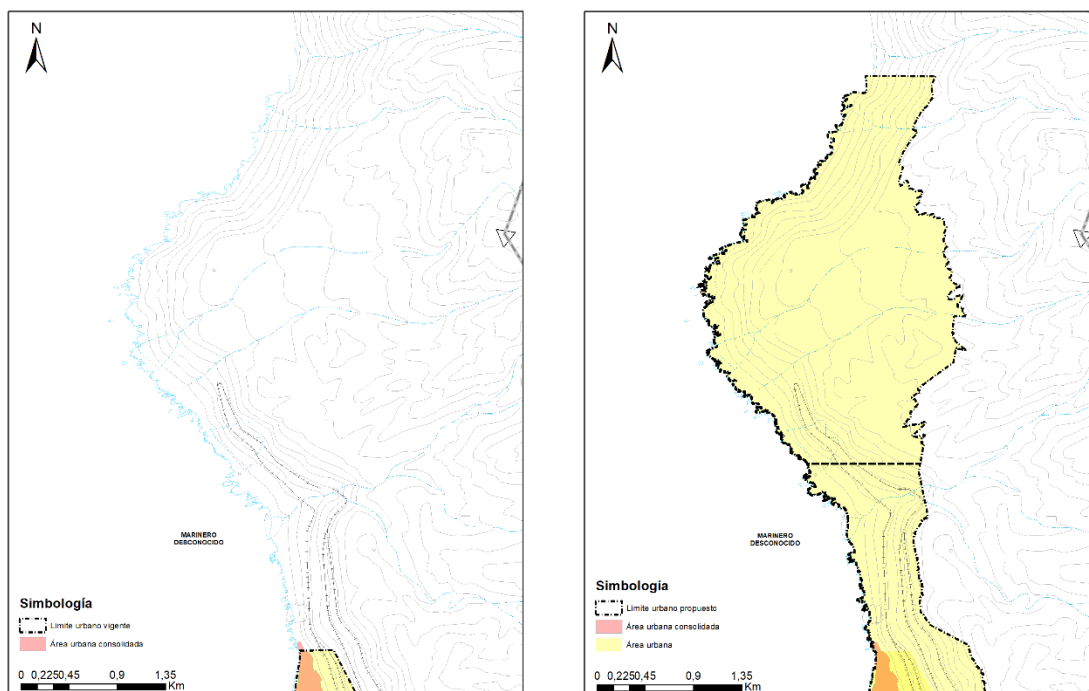 N
MARINERO
DESCONOCIDO
Simbología
Límite urbano vigente
Área urbana consolidada
0 0,2250,45 0,9 1,35
Km
N
MARINERO
DESCONOCIDO
Simbología
Límite urbano propuesto
Área urbana consolidada
Área urbana
0 0,2250,45 0,9 1,35
Km